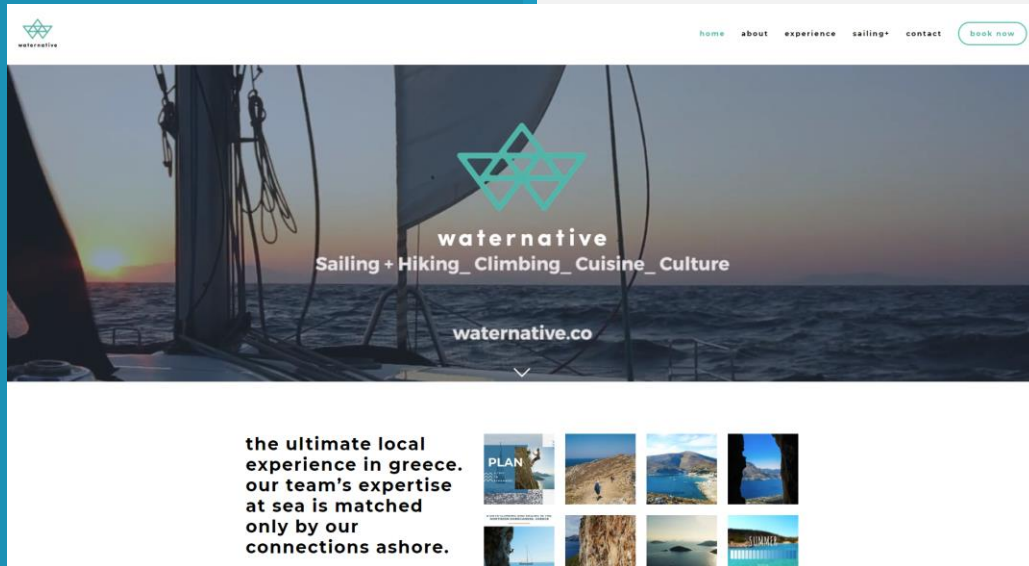 waternative
home about experience sailing+ contact book now
waternative
Sailing + Hiking_ Climbing_ Cuisine_ Culture
waternative.co
the ultimate local
experience in greece.
our team's expertise
at sea is matched
only by our
connections ashore.
PLAN
SUMMER